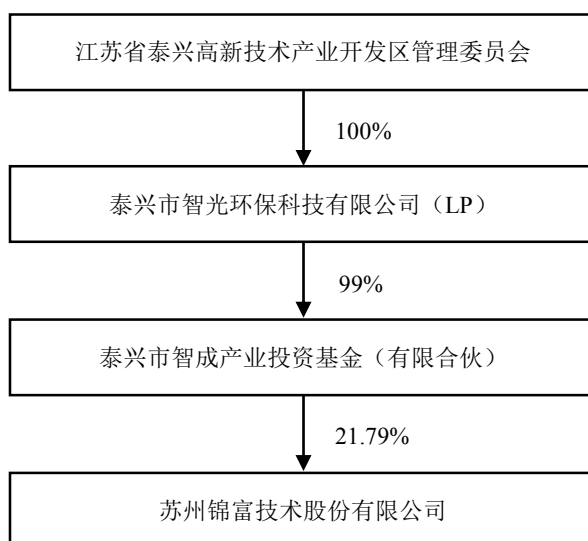 江苏省泰兴高新技术产业开发区管理委员会
100%
泰兴市智光环保科技有限公司（LP）
99%
泰兴市智成产业投资基金（有限合伙）
21.79%
苏州锦富技术股份有限公司